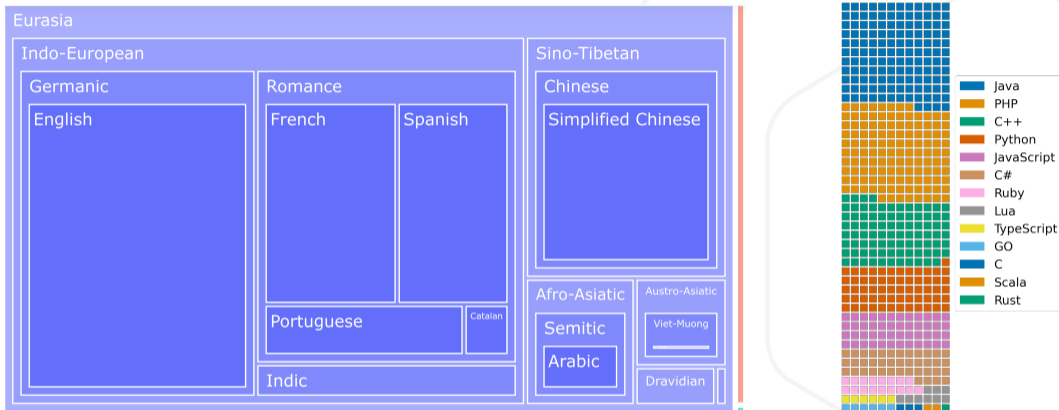 Eurasia
Indo-European
Sino-Tibetan
Germanic
Romance
Chinese
English
French
Spanish
Simplified Chinese
Portuguese
Catalan
Indic
Afro-Asiatic
Austro-Asiatic
Semitic
Viet-Muong
Arabic
Dravidian
Java
PHP
C++
Python
JavaScript
C#
Ruby
Lua
TypeScript
GO
C
Scala
Rust